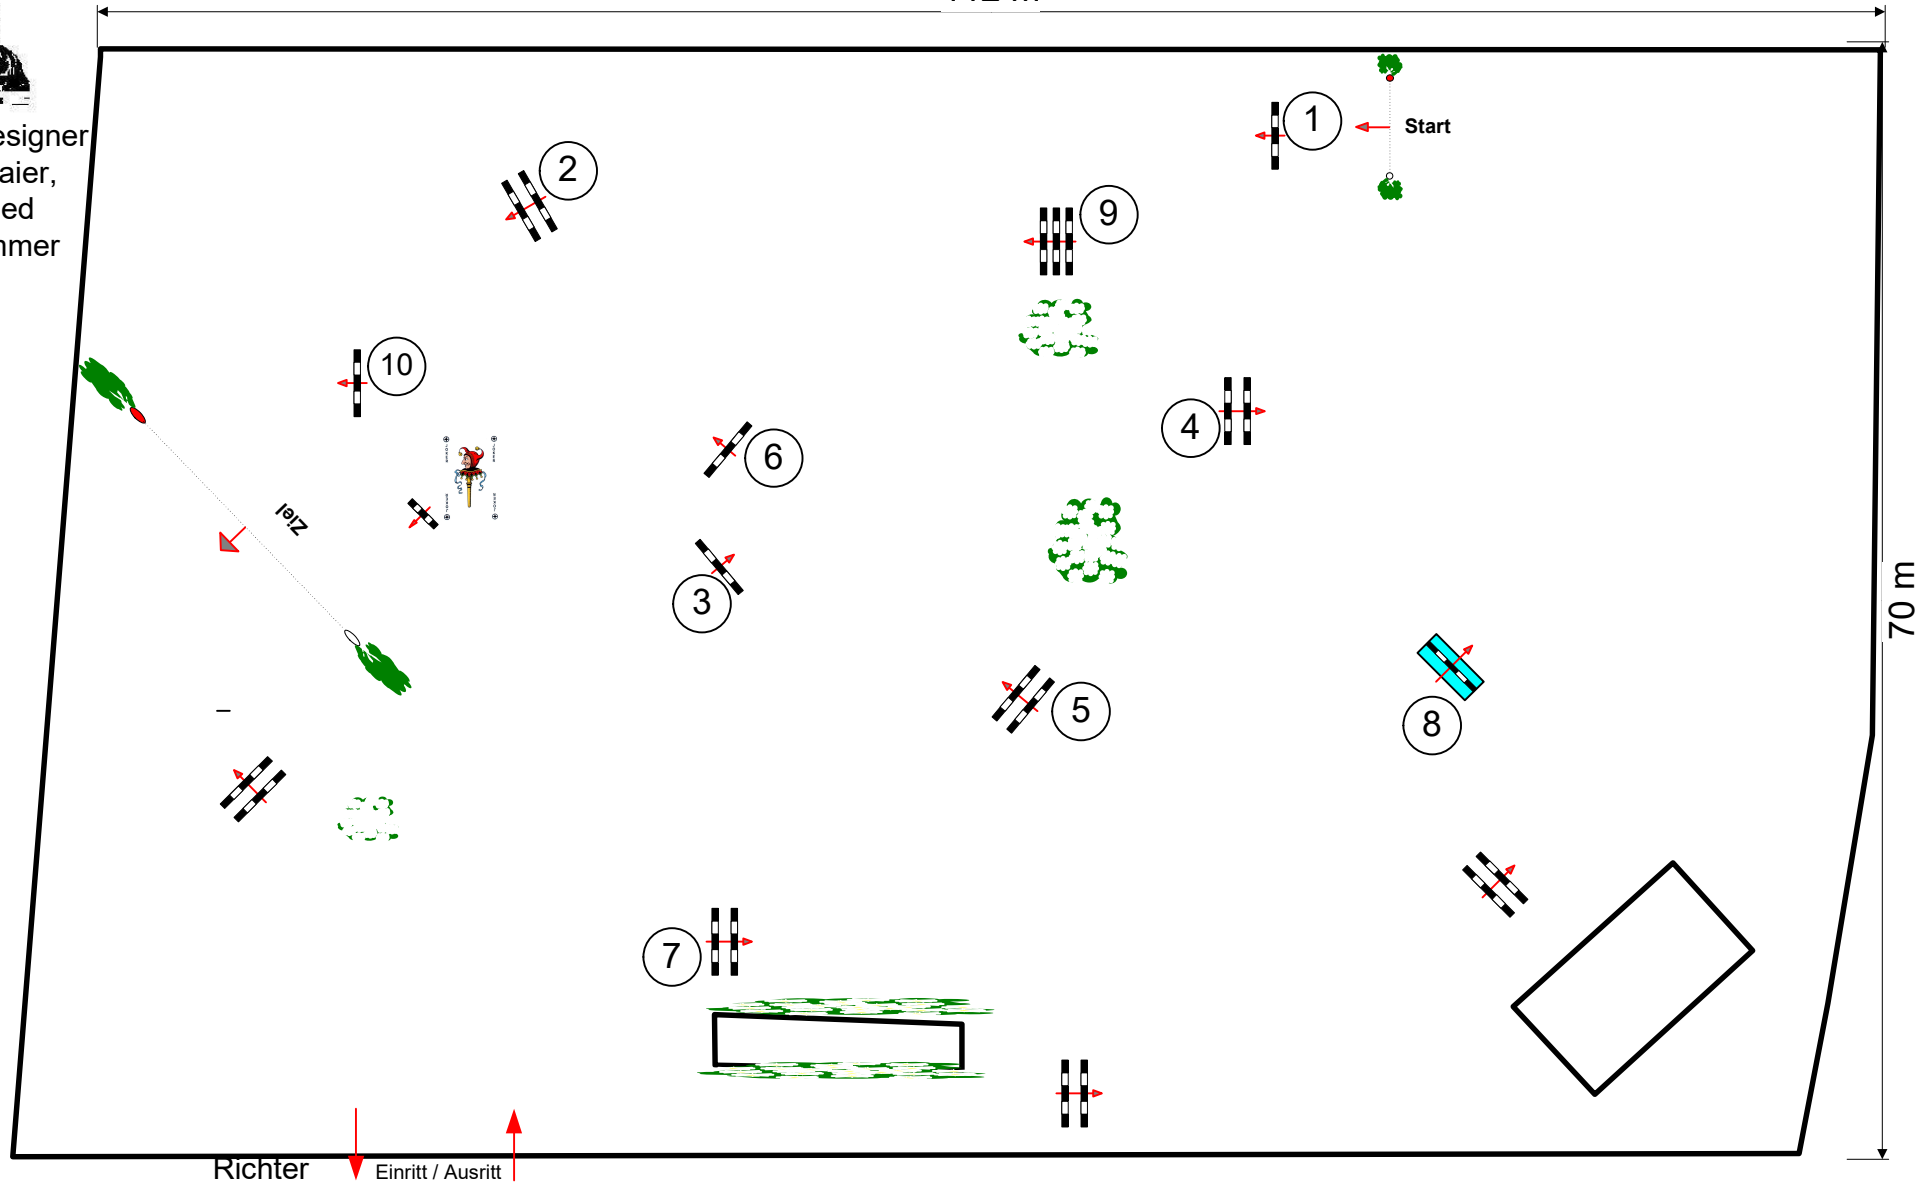 esigner
aier,
ed
nmer
Start
1
2
9
10
4
6
3
Ziel
5
8
7
70 m
Richter
Einritt / Ausritt